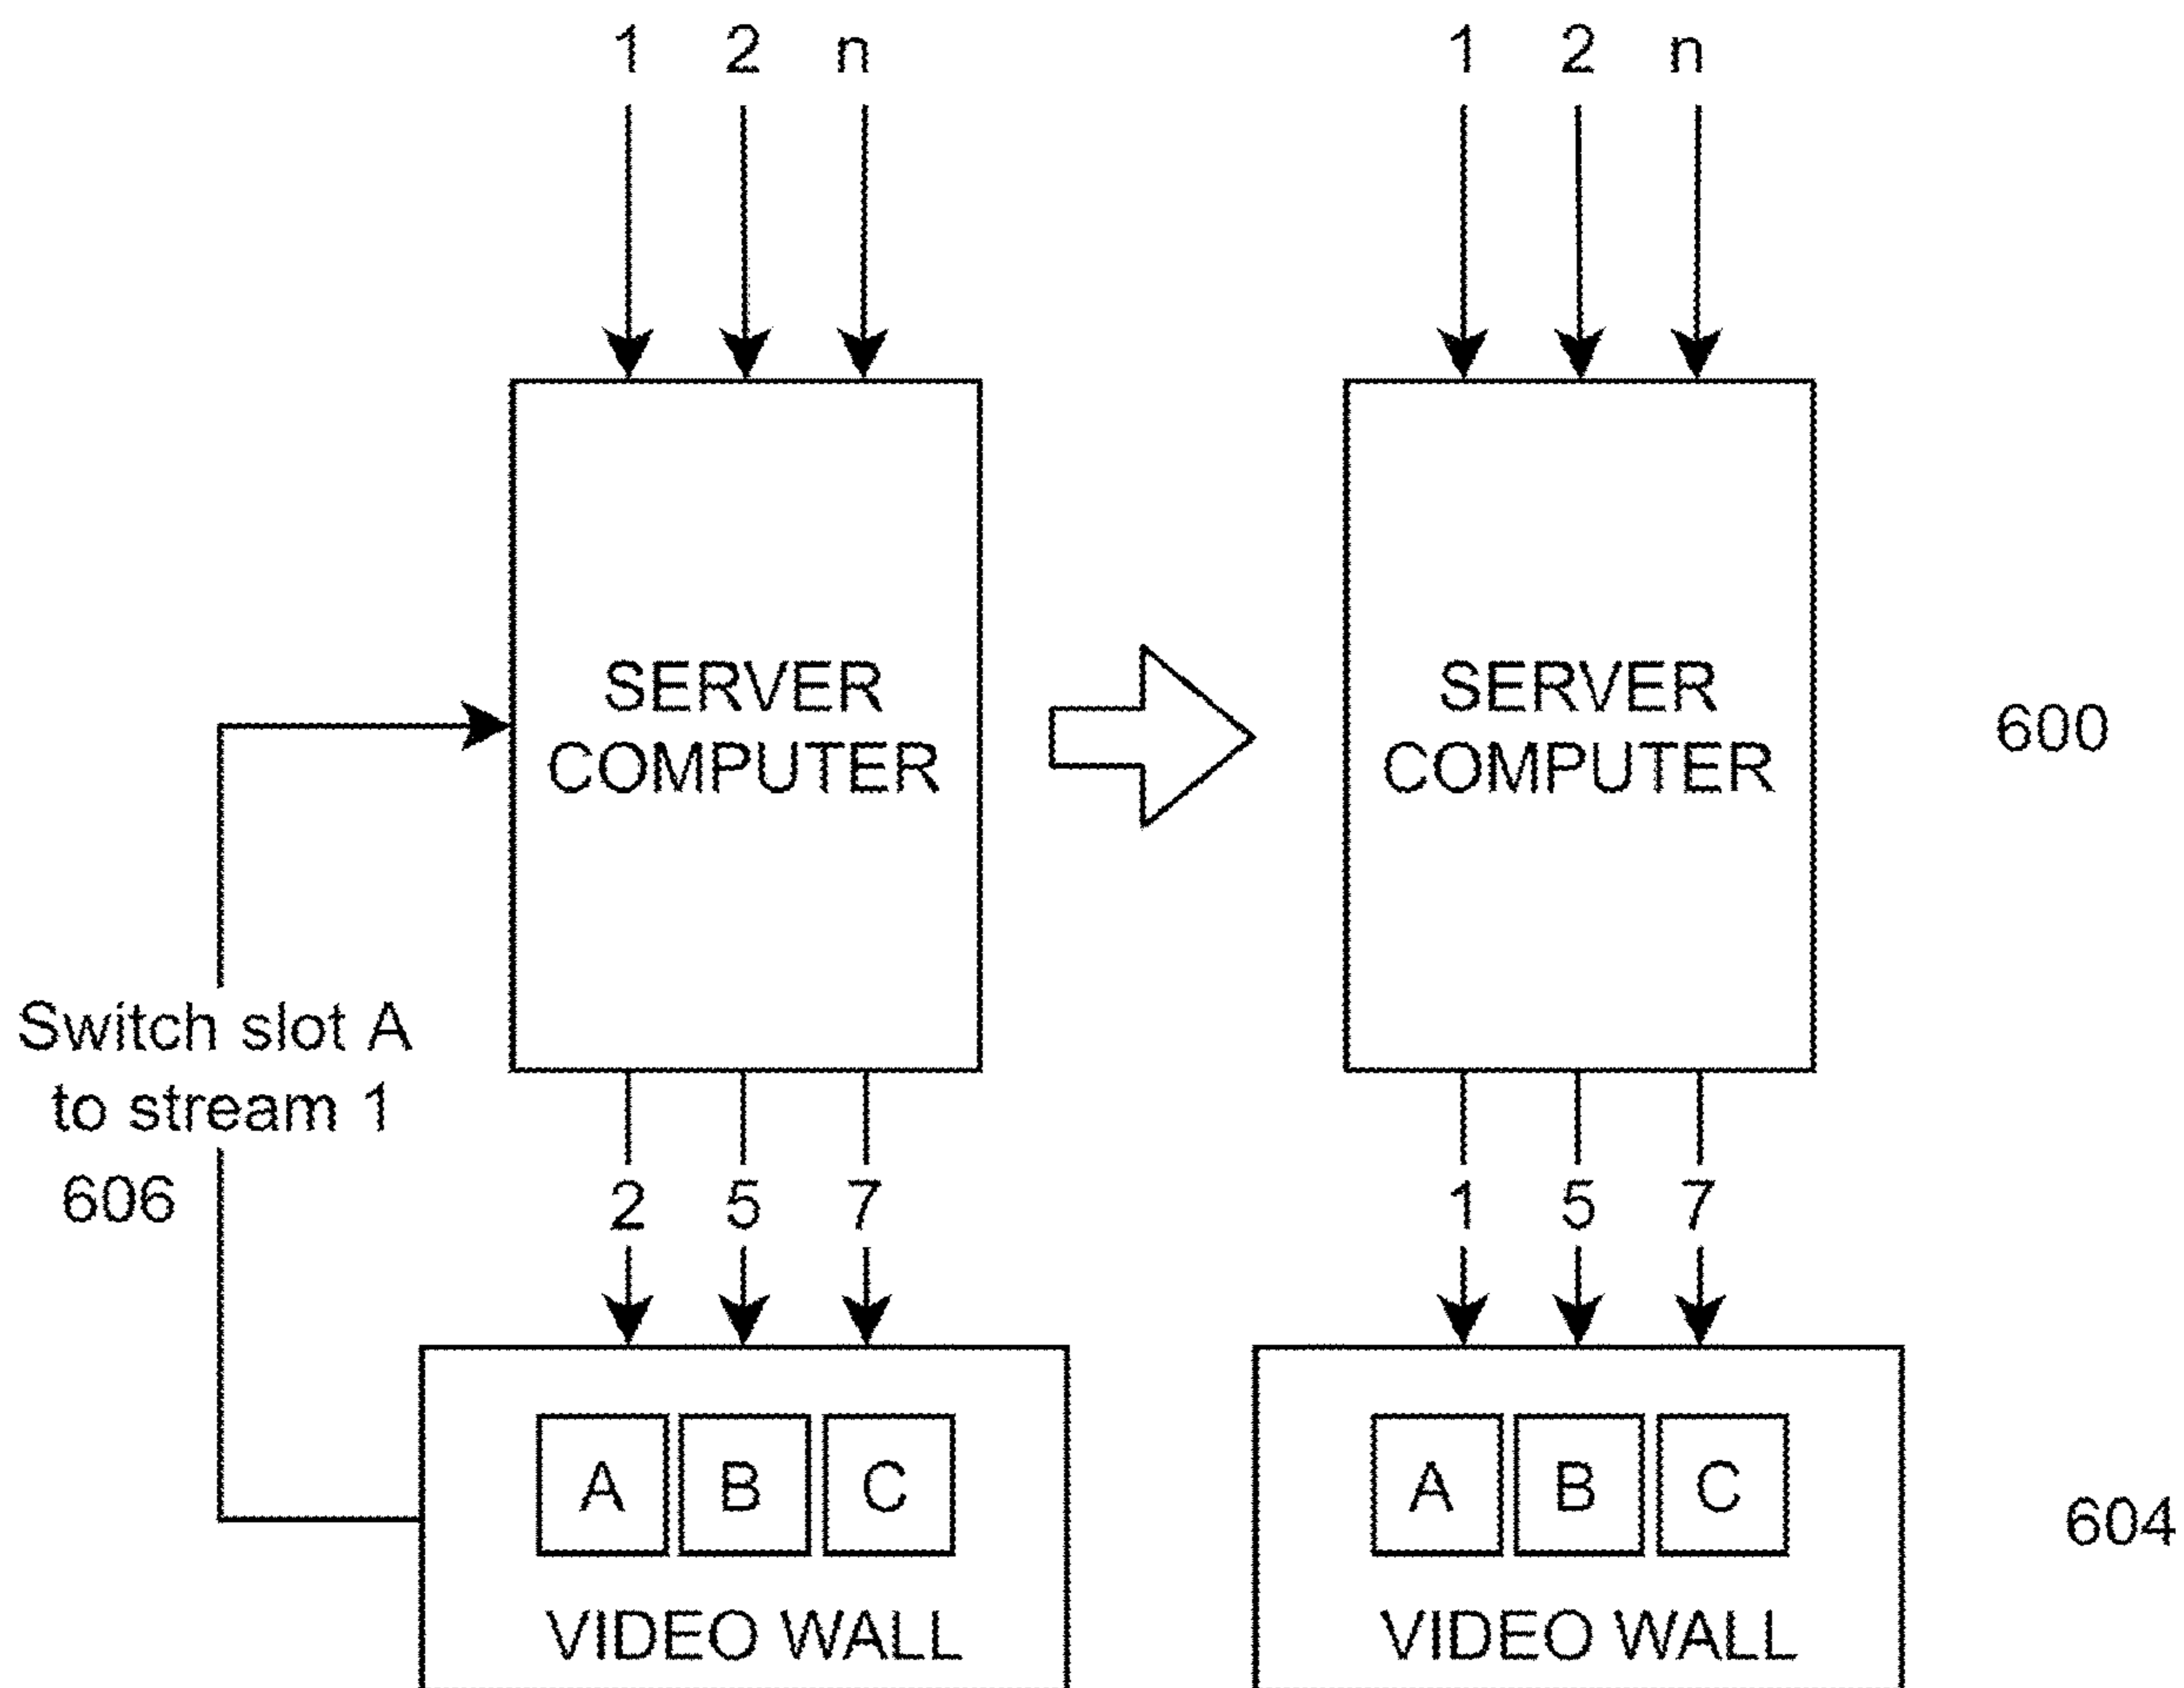 1 2 n 1 2 n
SERVER
COMPUTER
SERVER
COMPUTER
600
Switch slot A
to stream 1
606
2 5 7
1 5 7
A B C
VIDEO WALL
A B C
VIDEO WALL
604